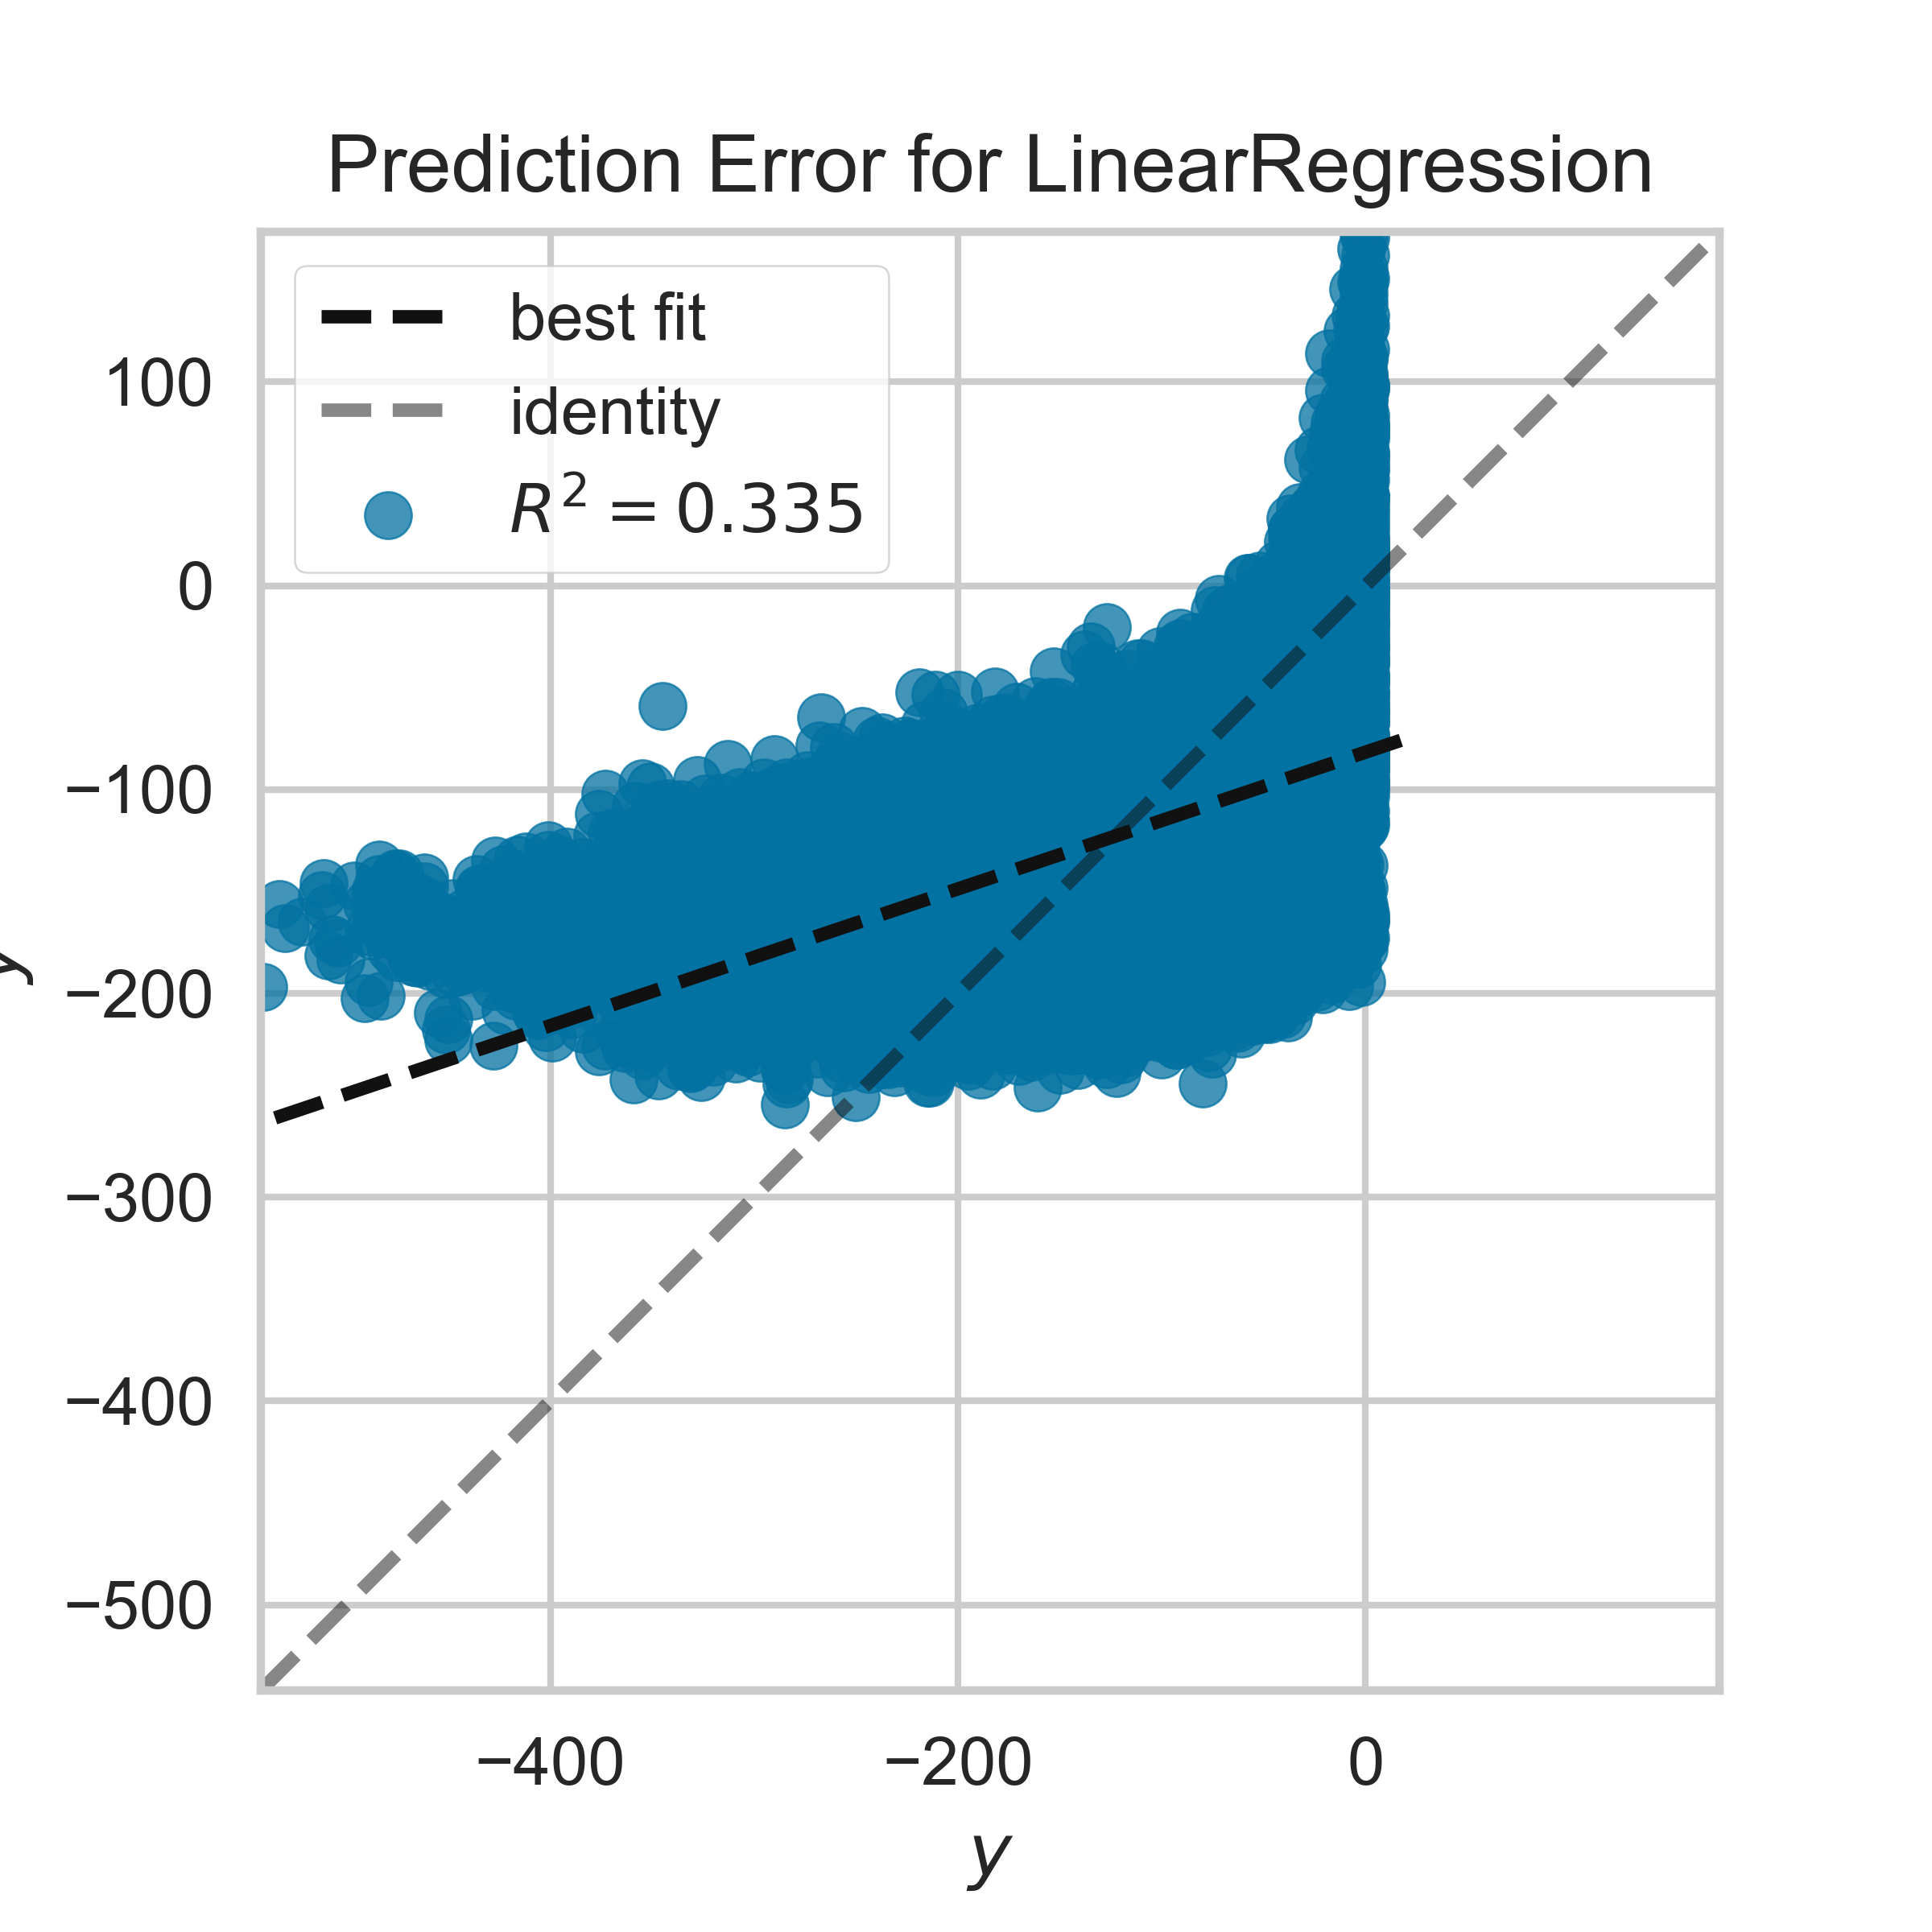 Prediction Error for LinearRegression
best fit
identity
R² = 0.335
100
0
−100
−200
−300
−400
−500
−400 −200 0
y